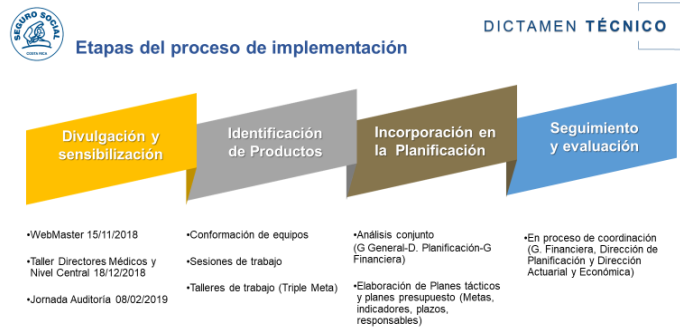 SEGURO SOCIAL
COSTA RICA
DICTAMEN TÉCNICO
Etapas del proceso de implementación
Divulgación y
sensibilización
Identificación
de Productos
Incorporación en
la Planificación
Seguimiento
y evaluación
•WebMaster 15/11/2018
•Taller Directores Médicos y
Nivel Central 18/12/2018
•Jornada Auditoría 08/02/2019
•Conformación de equipos
•Sesiones de trabajo
•Talleres de trabajo (Triple Meta)
•Análisis conjunto
(G General-D. Planificación-G
Financiera)
•Elaboración de Planes tácticos
y planes presupuesto (Metas,
indicadores, plazos,
responsables)
•En proceso de coordinación
(G. Financiera, Dirección de
Planificación y Dirección
Actuarial y Económica)